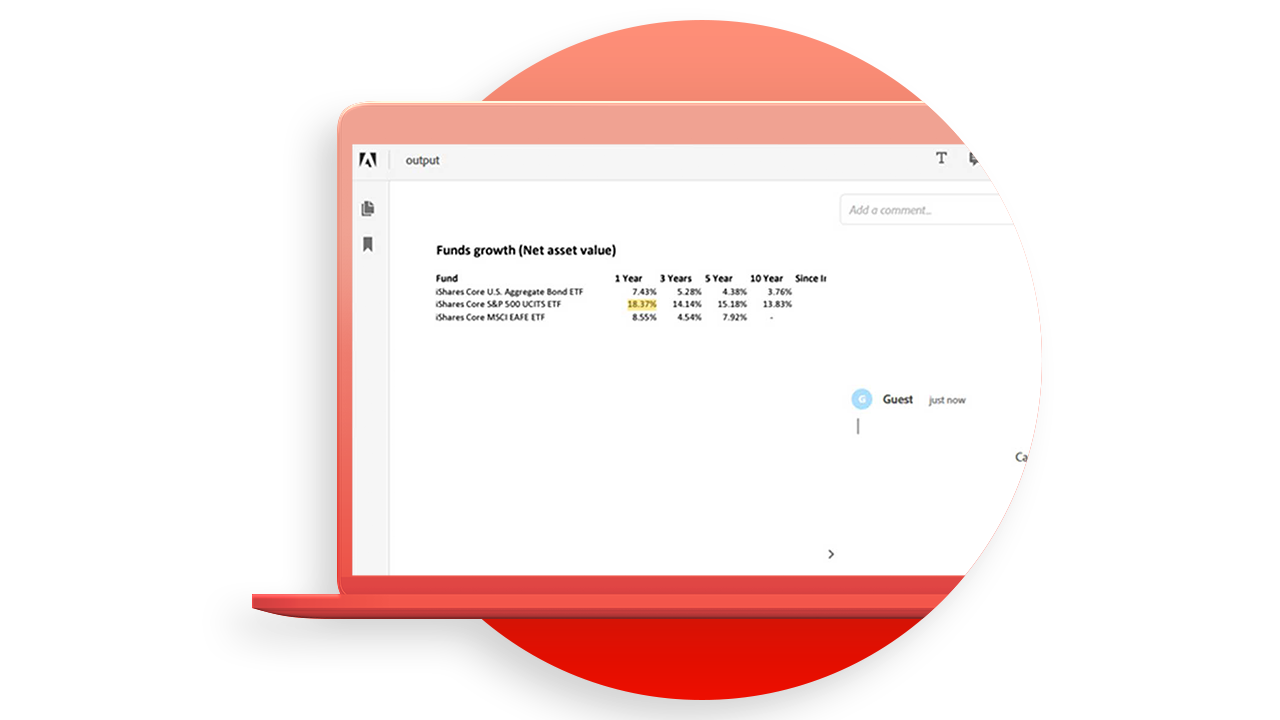 output
T
Add a comment...
Funds growth (Net asset value)
Fund 1 Year 3 Years 5 Year 10 Year Since Ir
iShares Core U.S. Aggregate Bond ETF 7.43% 5.28% 4.38% 3.76%
iShares Core S&P 500 UCITS ETF 18.37% 14.14% 15.18% 13.83%
iShares Core MSCI EAFE ETF 8.55% 4.54% 7.92% -
G Guest just now
Ca